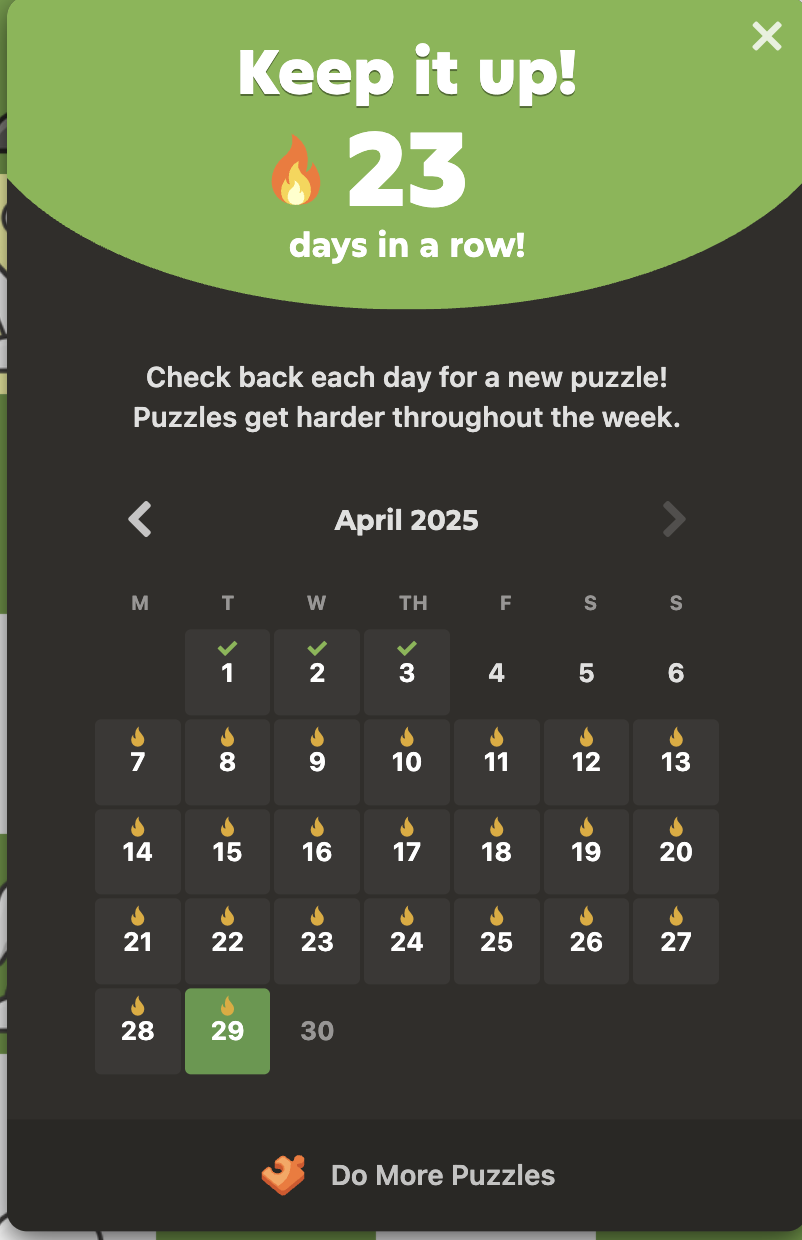 Keep it up!
23
days in a row!
Check back each day for a new puzzle!
Puzzles get harder throughout the week.
April 2025
M T W TH F S S
1 2 3 4 5 6
7 8 9 10 11 12 13
14 15 16 17 18 19 20
21 22 23 24 25 26 27
28 29 30
Do More Puzzles